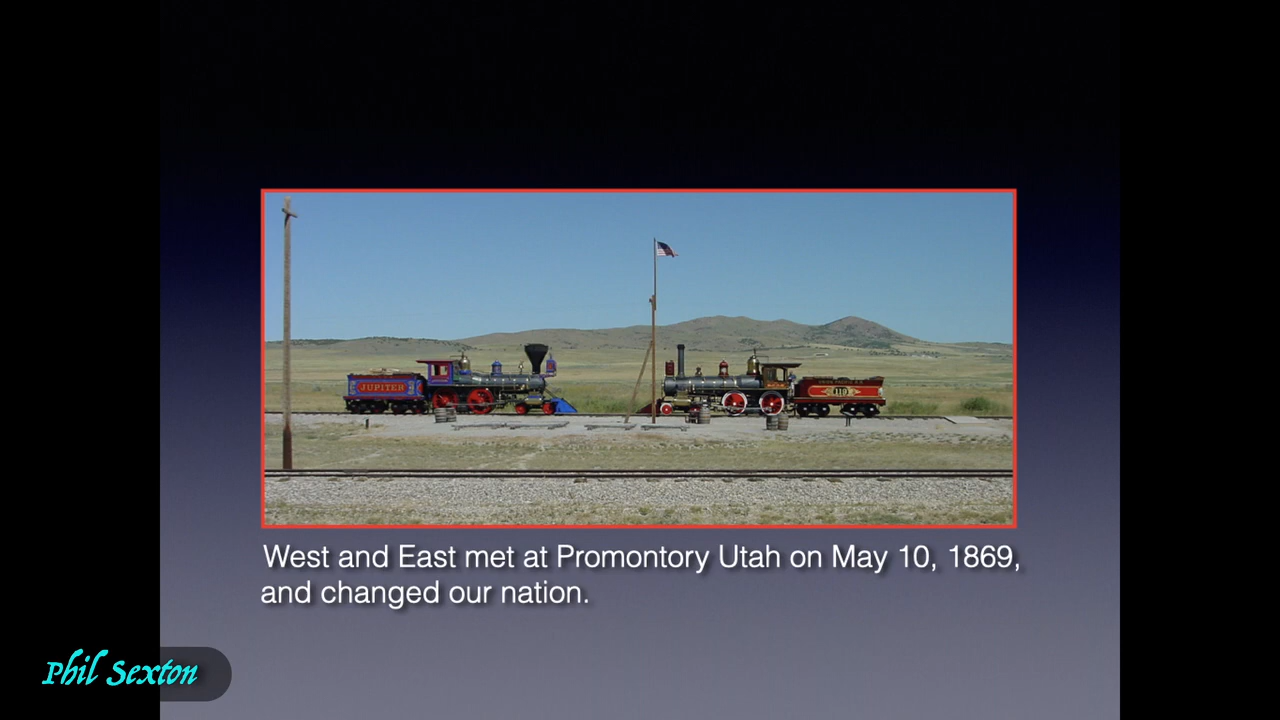 JUPITER
119
West and East met at Promontory Utah on May 10, 1869,
and changed our nation.
Phil Sexton